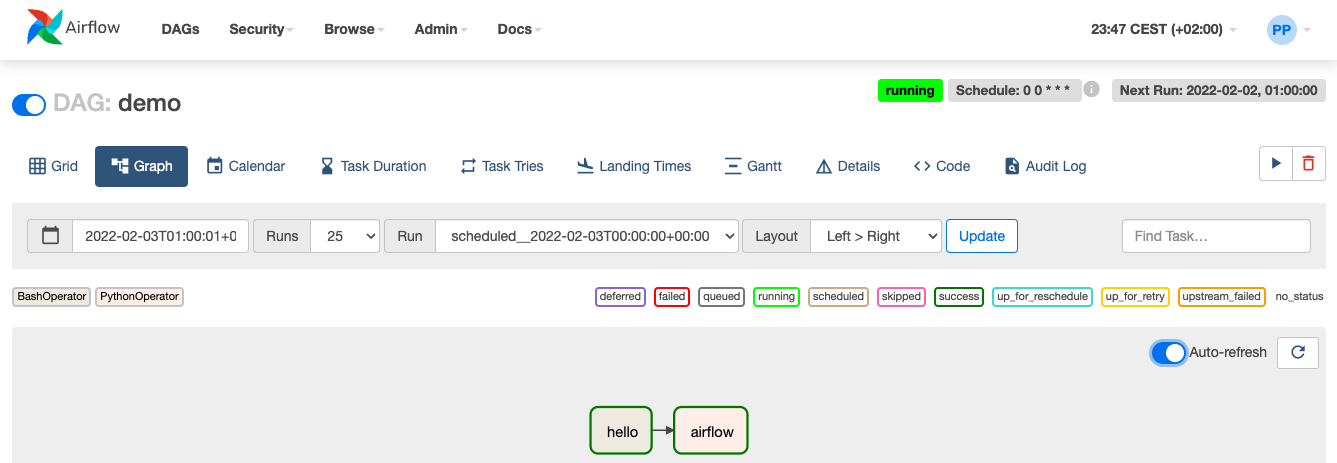 Airflow DAGs Security Browse Admin Docs 23:47 CEST (+02:00) PP
DAG: demo running Schedule: 0 0 * * * i Next Run: 2022-02-02, 01:00:00
Grid Graph Calendar Task Duration Task Tries Landing Times Gantt Details Code Audit Log
2022-02-03T01:00:01+0 Runs 25 Run scheduled__2022-02-03T00:00:00+00:00 Layout Left > Right Update Find Task...
BashOperator PythonOperator deferred failed queued running scheduled skipped success up_for_reschedule up_for_retry upstream_failed no_status
Auto-refresh
hello airflow